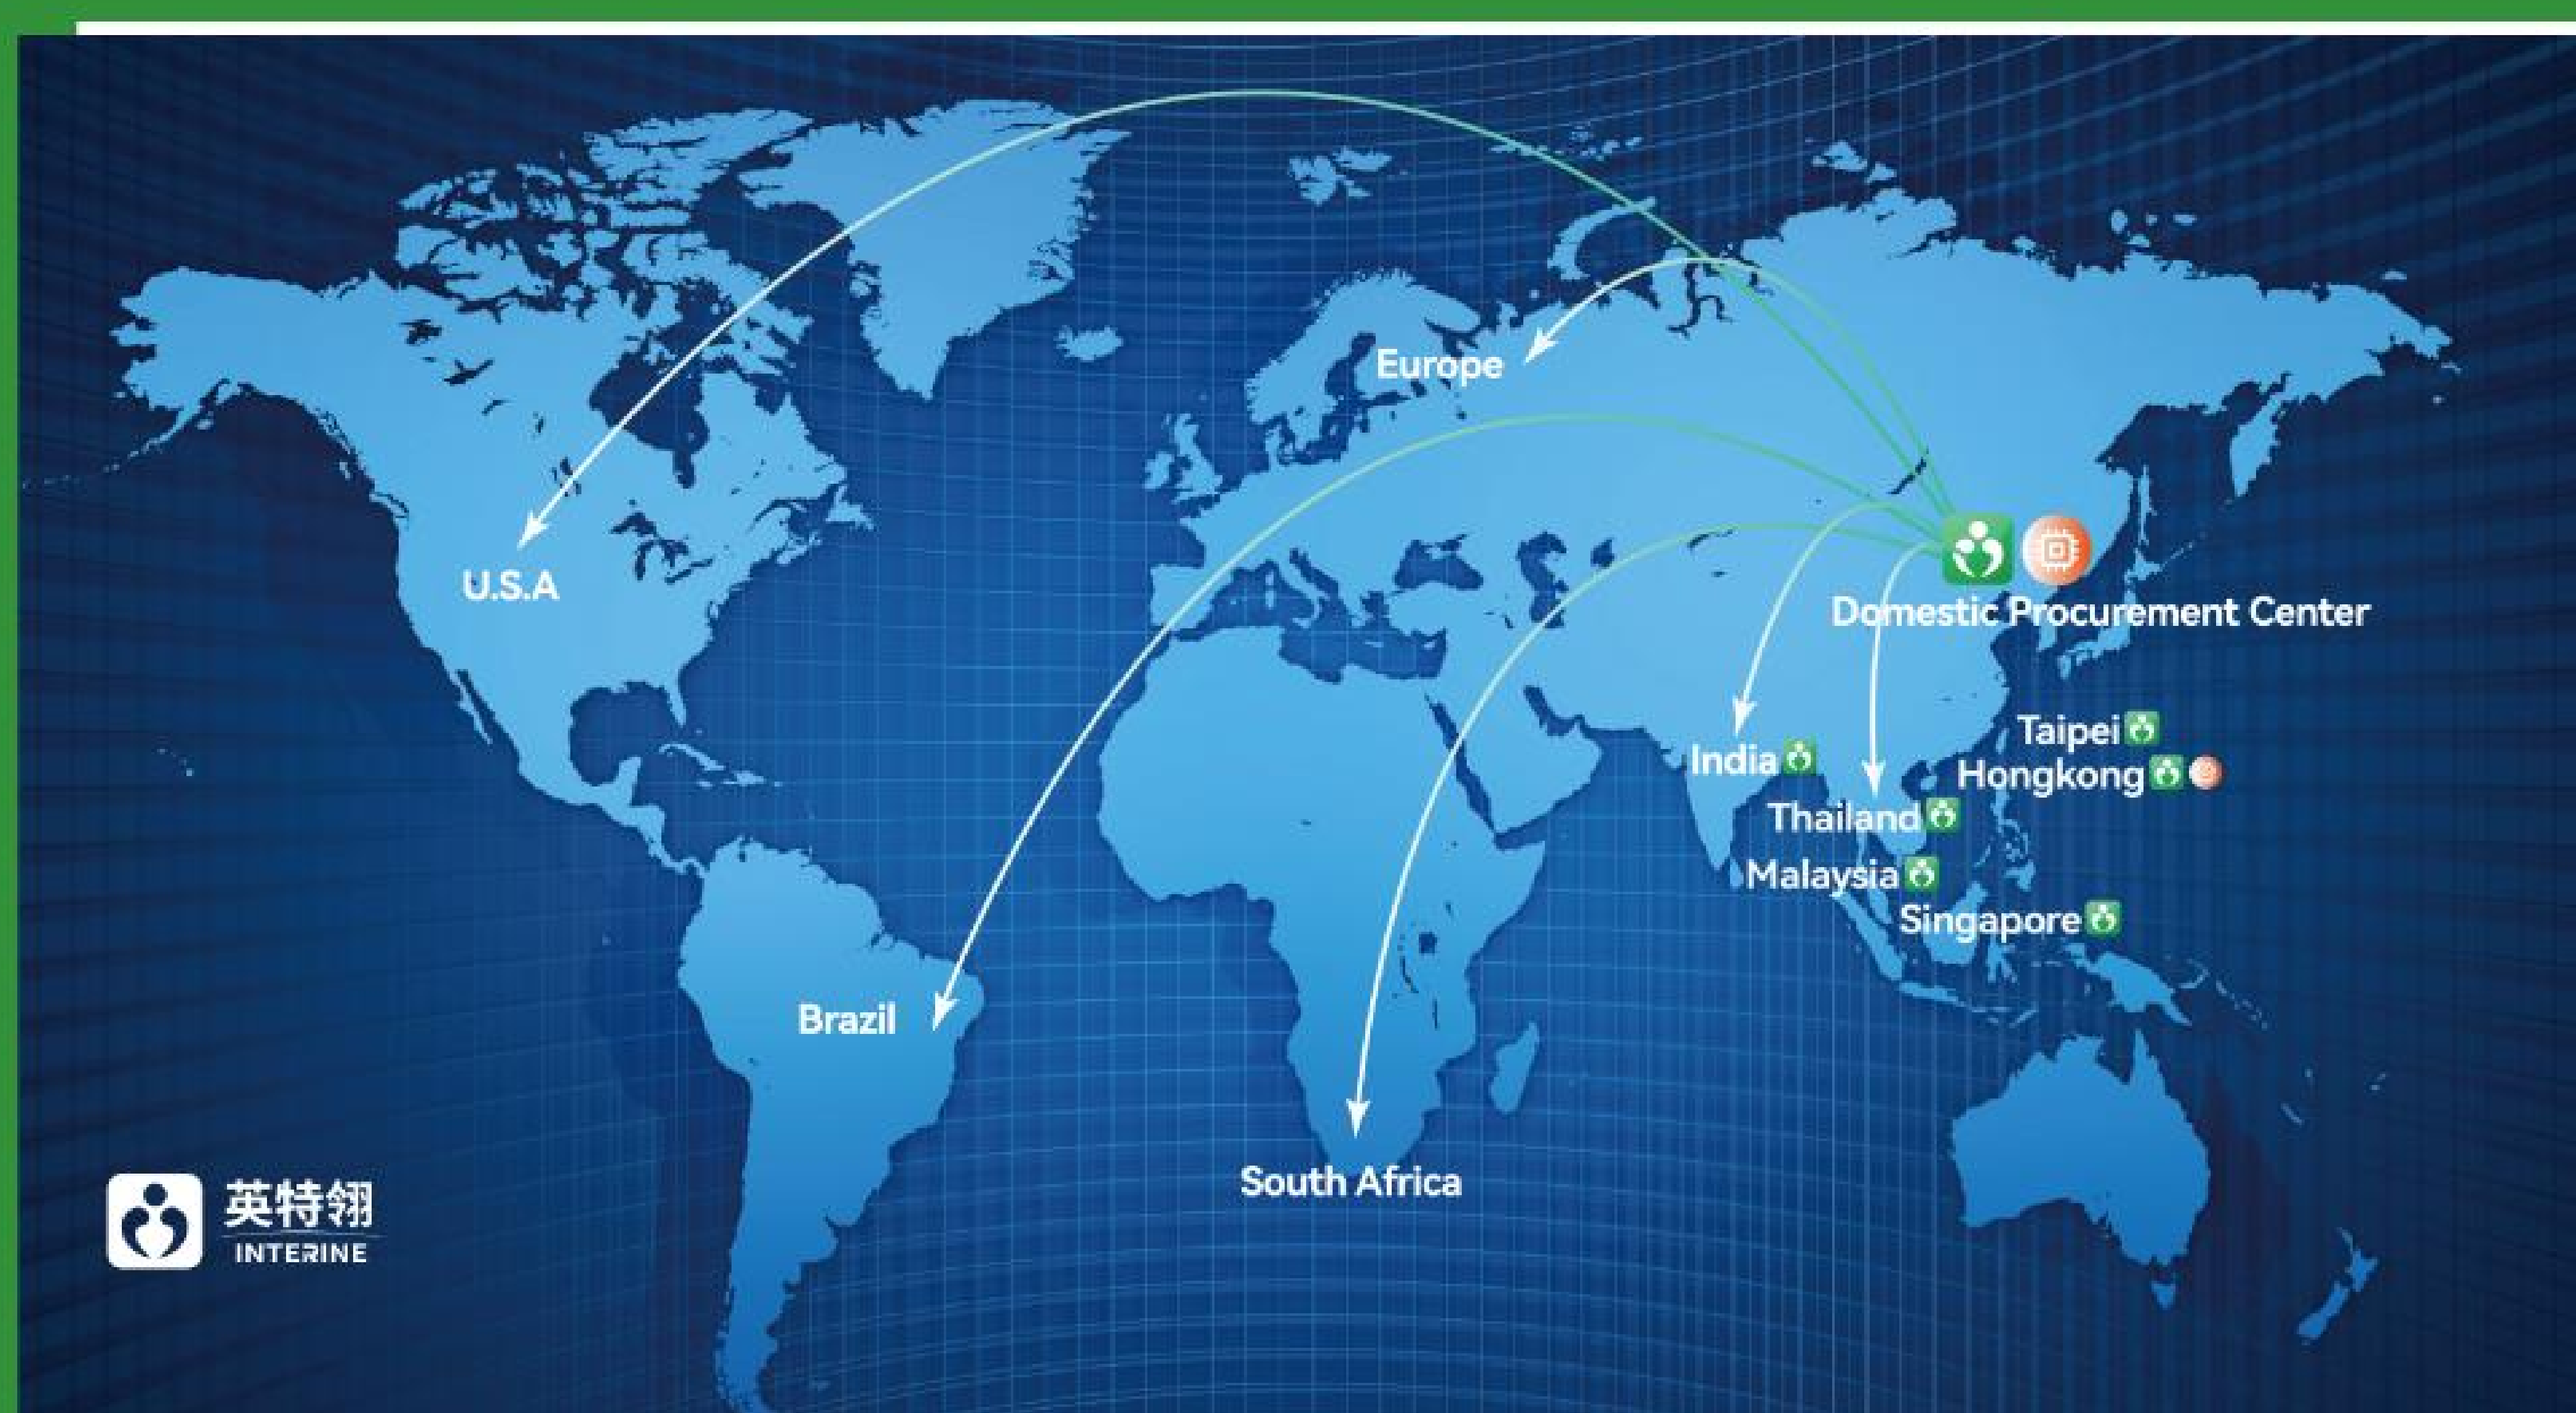 Europe
U.S.A
Domestic Procurement Center
Taipei
India
Hongkong
Thailand
Malaysia
Singapore
Brazil
South Africa
英特翎
INTERINE